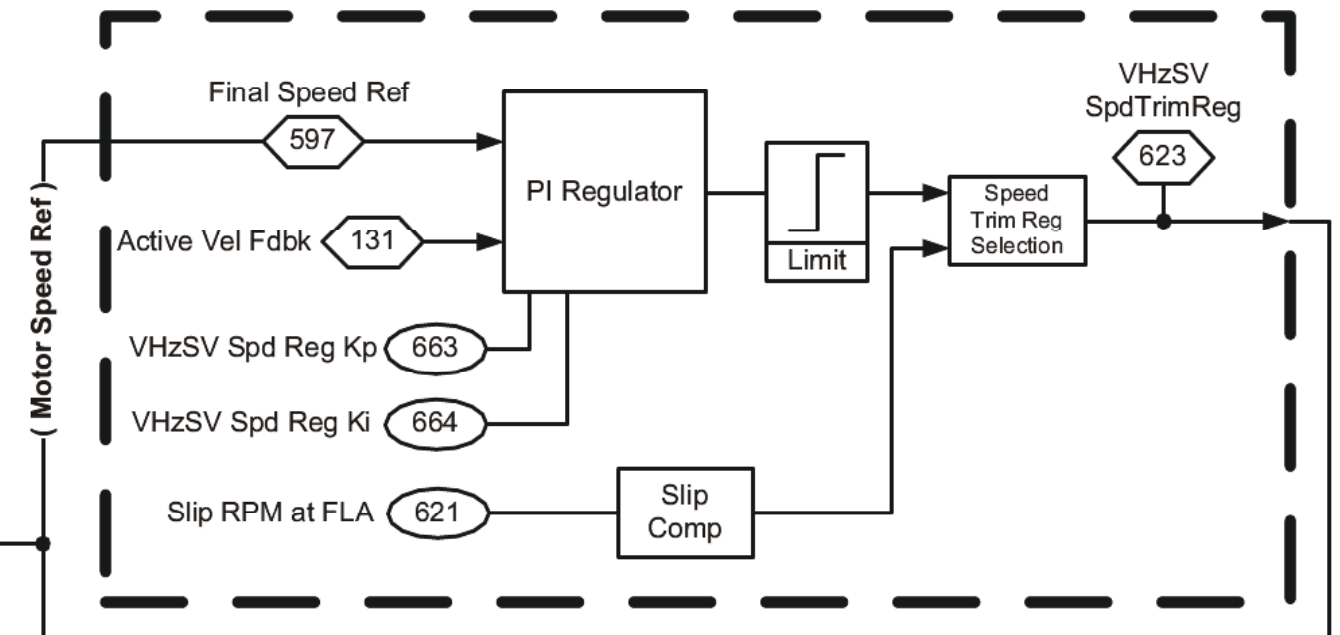 VHzSV
SpdTrimReg
623
Final Speed Ref
597
PI Regulator
Limit
Speed
Trim Reg
Selection
Active Vel Fdbk
131
( Motor Speed Ref )
VHzSV Spd Reg Kp
663
VHzSV Spd Reg Ki
664
Slip RPM at FLA
621
Slip
Comp